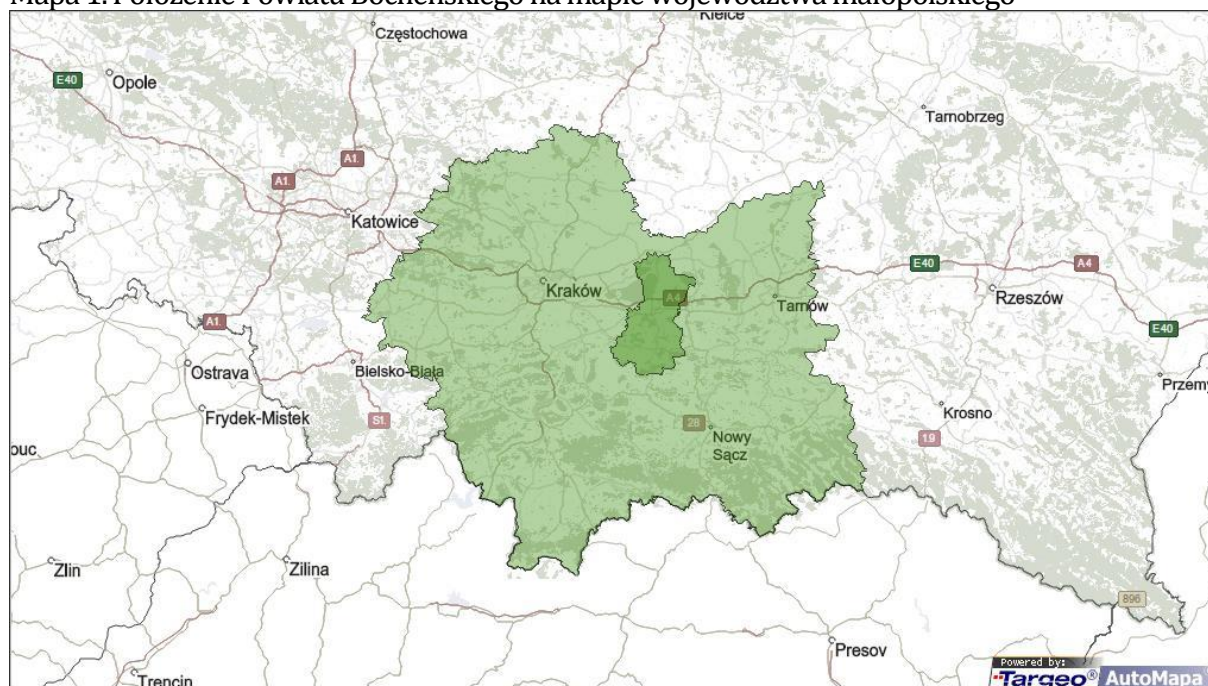 Mapa 1. Położenie Powiatu Bocheńskiego na mapie województwa małopolskiego
Kielce
Częstochowa
E40
Opole
Tarnobrzeg
A1.
A1.
Katowice
E40
A4
Kraków
A4
Tarnów
Rzeszów
A1.
E40
Ostrava
Bielsko-Biała
Przemy
Frydek-Mistek
S1.
28
Krosno
19
ouc
Nowy
Sącz
Zlin
Zilina
896
Presov
Trencin
Powered by:
Targeo® AutoMapa